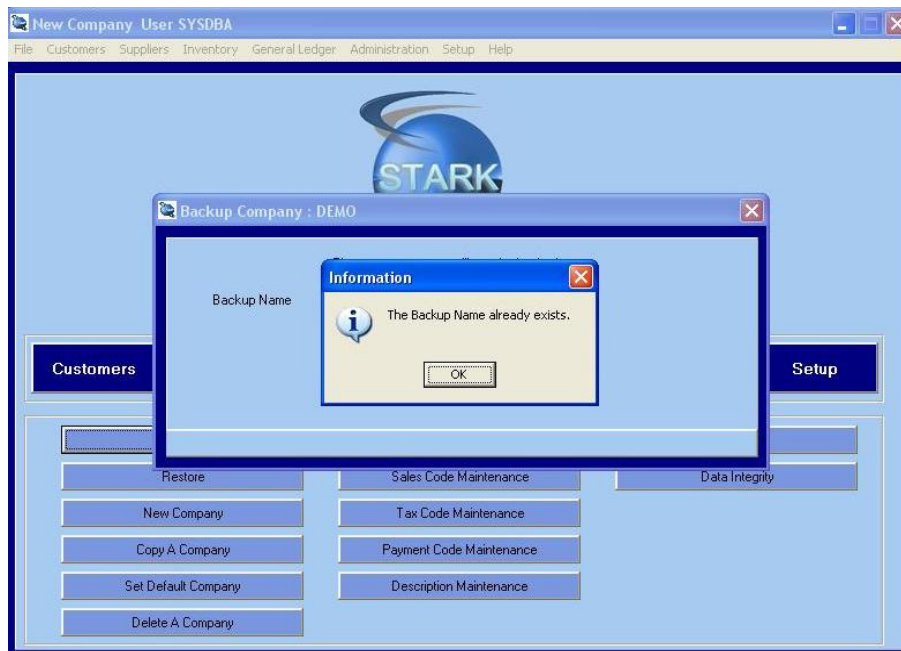 New Company User SYSDBA
File Customers Suppliers Inventory General Ledger Administration Setup Help
STARK
Backup Company : DEMO
Information
Backup Name
The Backup Name already exists.
OK
Customers
Setup
Restore
Sales Code Maintenance
Data Integrity
New Company
Tax Code Maintenance
Copy A Company
Payment Code Maintenance
Set Default Company
Description Maintenance
Delete A Company